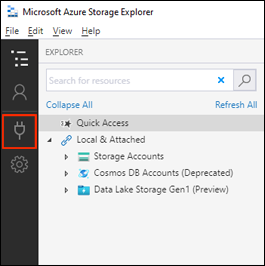 Microsoft Azure Storage Explorer
File Edit View Help
EXPLORER
Search for resources
Collapse All Refresh All
Quick Access
Local & Attached
Storage Accounts
Cosmos DB Accounts (Deprecated)
Data Lake Storage Gen1 (Preview)